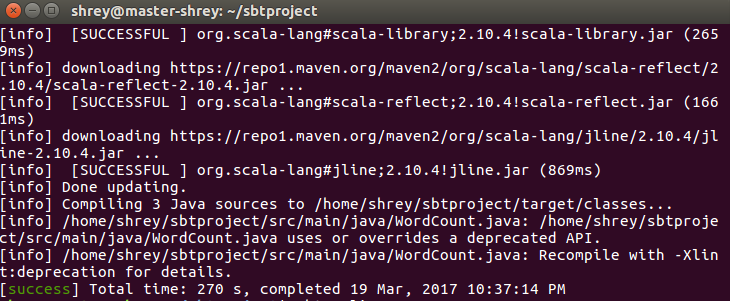 shrey@master-shrey: ~/sbtproject
[info]  [SUCCESSFUL ] org.scala-lang#scala-library;2.10.4!scala-library.jar (265
9ms)
[info] downloading https://repo1.maven.org/maven2/org/scala-lang/scala-reflect/2
.10.4/scala-reflect-2.10.4.jar ...
[info]  [SUCCESSFUL ] org.scala-lang#scala-reflect;2.10.4!scala-reflect.jar (166
1ms)
[info] downloading https://repo1.maven.org/maven2/org/scala-lang/jline/2.10.4/jl
ine-2.10.4.jar ...
[info]  [SUCCESSFUL ] org.scala-lang#jline;2.10.4!jline.jar (869ms)
[info] Done updating.
[info] Compiling 3 Java sources to /home/shrey/sbtproject/target/classes...
[info] /home/shrey/sbtproject/src/main/java/WordCount.java: /home/shrey/sbtproje
ct/src/main/java/WordCount.java uses or overrides a deprecated API.
[info] /home/shrey/sbtproject/src/main/java/WordCount.java: Recompile with -Xlin
t:deprecation for details.
[success] Total time: 270 s, completed 19 Mar, 2017 10:37:14 PM